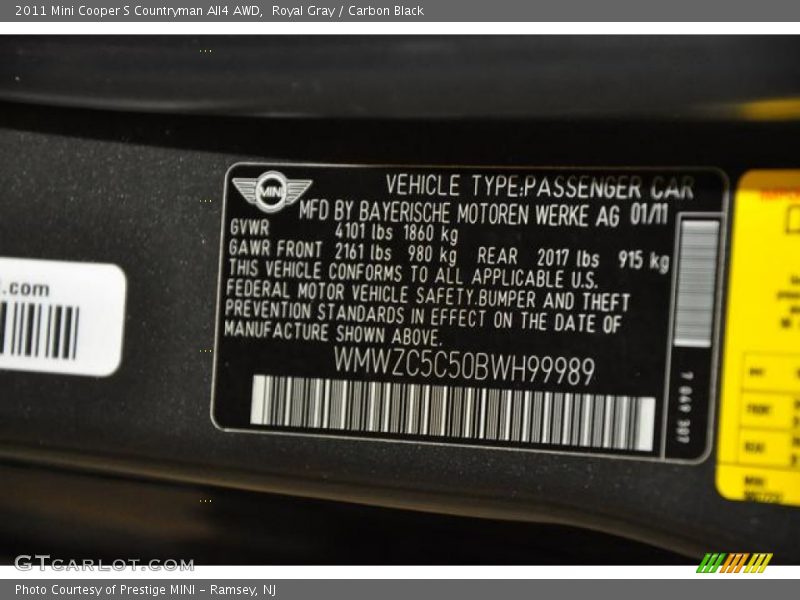 2011 Mini Cooper S Countryman All4 AWD, Royal Gray / Carbon Black
MINI
VEHICLE TYPE:PASSENGER CAR
MFD BY BAYERISCHE MOTOREN WERKE AG 01/11
GVWR 4101 lbs 1860 kg
GAWR FRONT 2161 lbs 980 kg REAR 2017 lbs 915 kg
THIS VEHICLE CONFORMS TO ALL APPLICABLE U.S.
FEDERAL MOTOR VEHICLE SAFETY.BUMPER AND THEFT
PREVENTION STANDARDS IN EFFECT ON THE DATE OF
MANUFACTURE SHOWN ABOVE.
WMWZC5C50BWH99989
7 049 307
.com
GTCarLot.com
Photo Courtesy of Prestige MINI - Ramsey, NJ